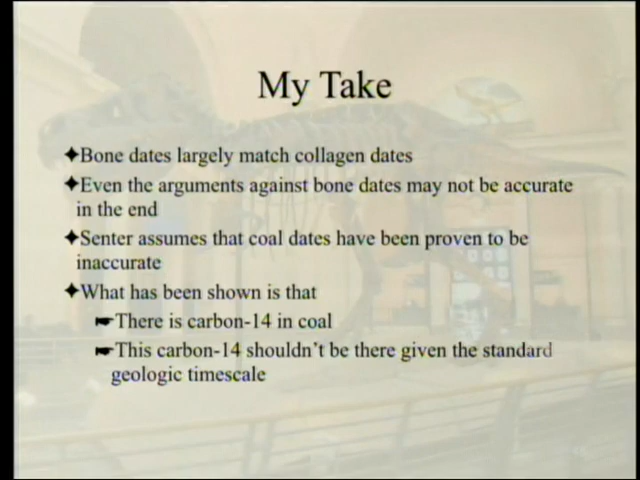 My Take
Bone dates largely match collagen dates
Even the arguments against bone dates may not be accurate
in the end
Senter assumes that coal dates have been proven to be
inaccurate
What has been shown is that
There is carbon-14 in coal
This carbon-14 shouldn't be there given the standard
geologic timescale